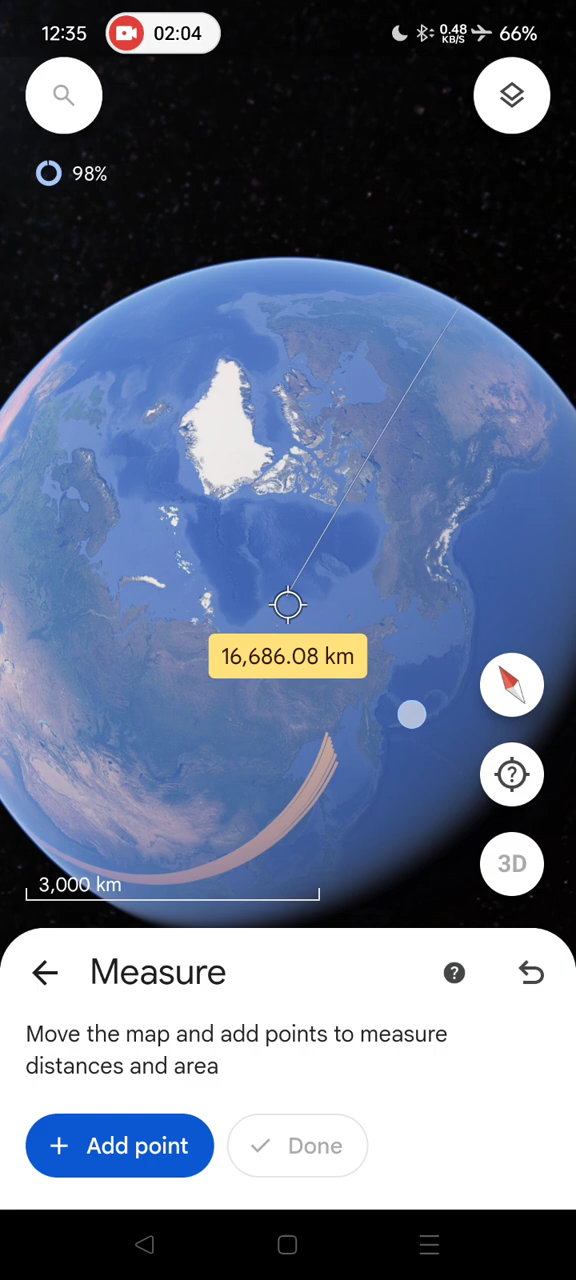 12:35
02:04
0.48
KB/S
66%
98%
16,686.08 km
3D
3,000 km
Measure
Move the map and add points to measure
distances and area
Add point
Done